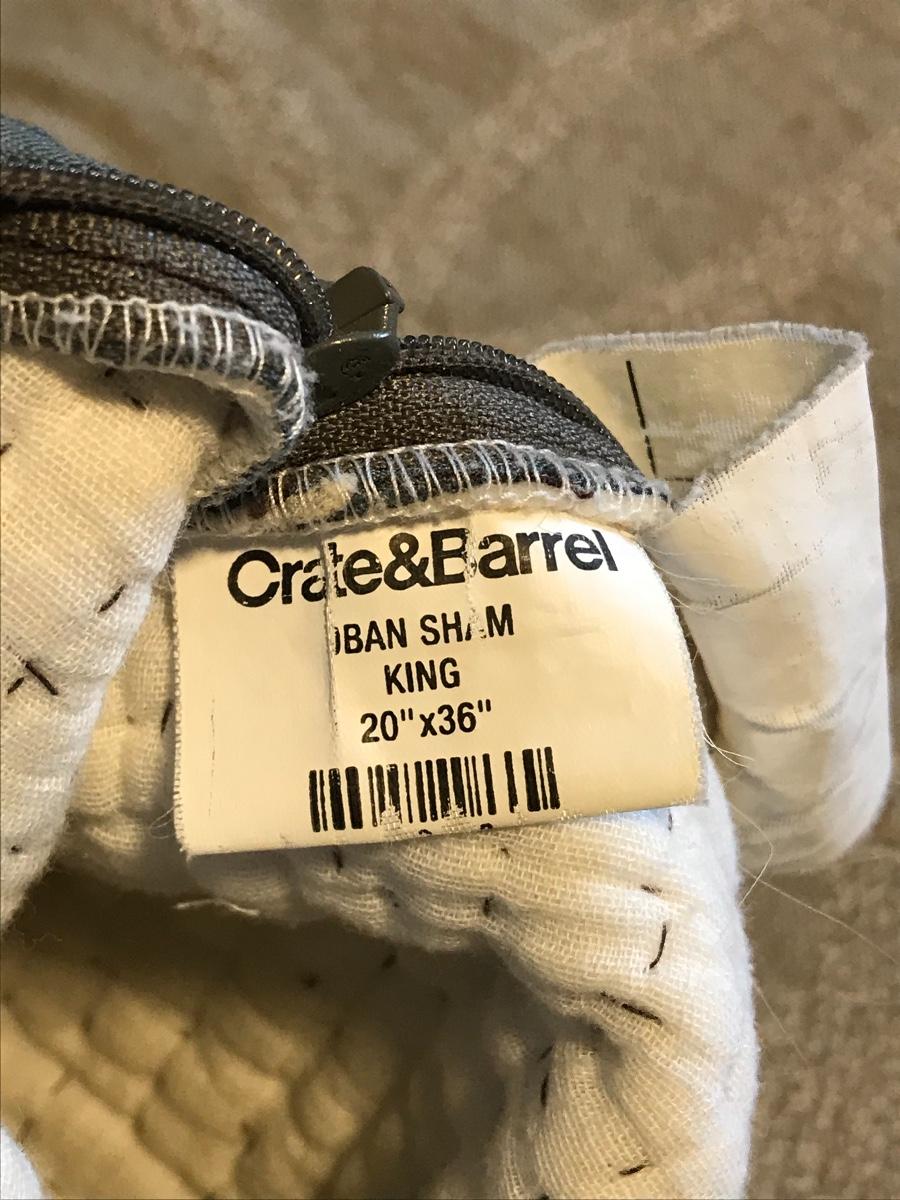 Crate&Barrel
OBAN SHAM
KING
20"x36"